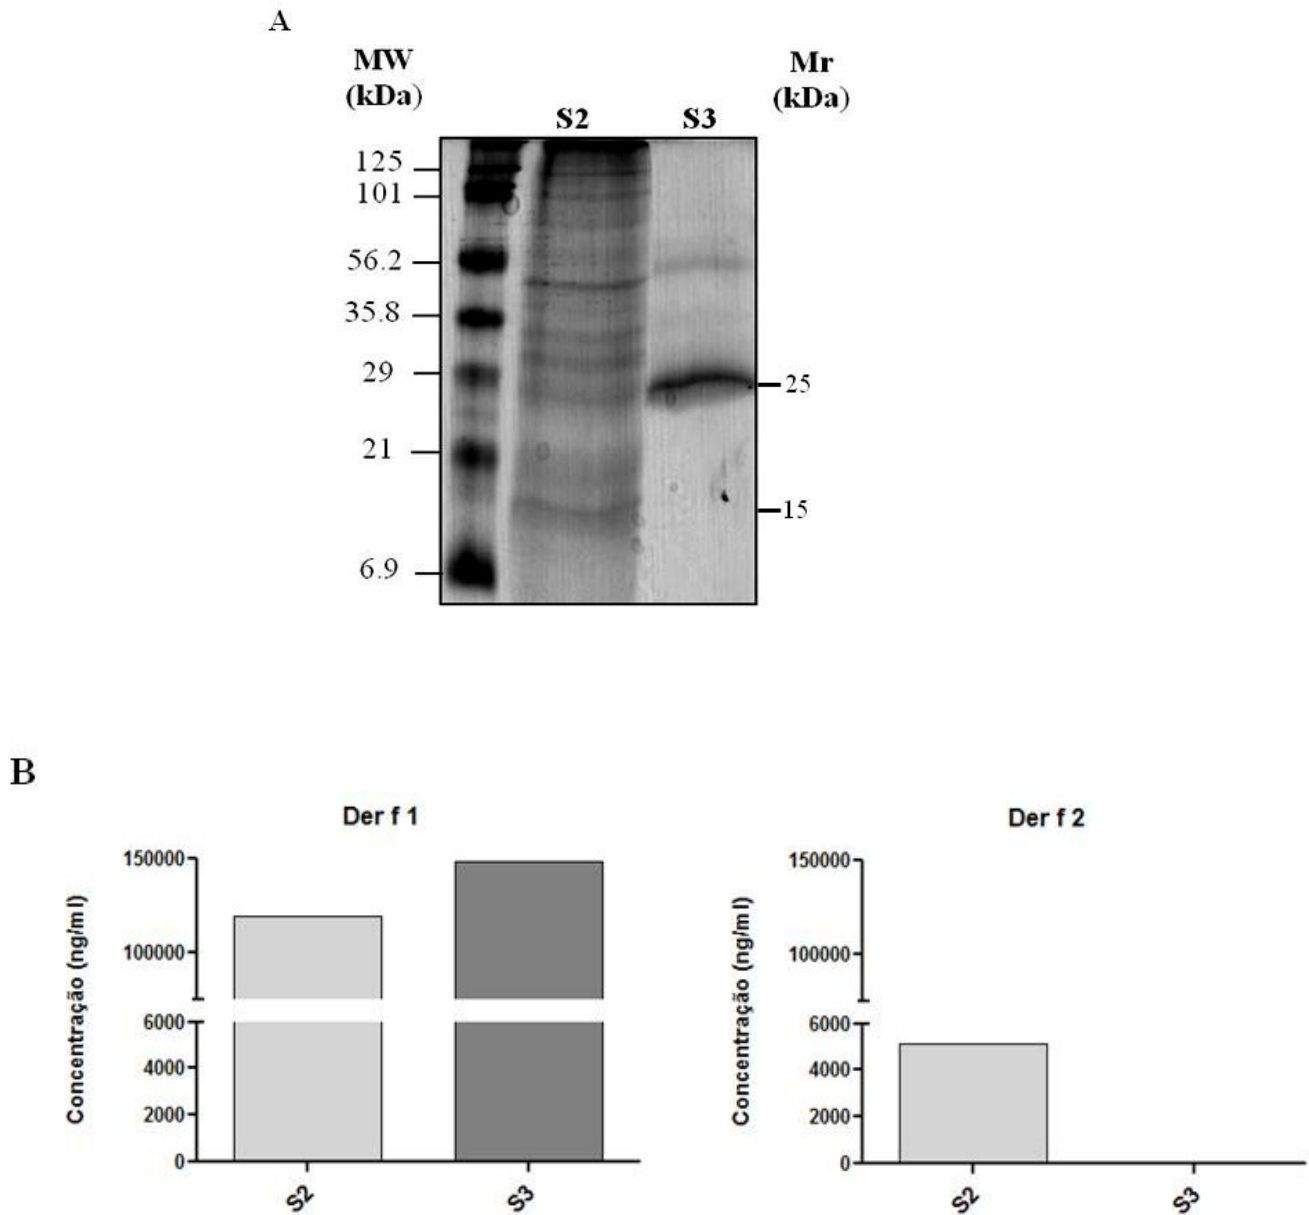 A
MW
(kDa)
Mr
(kDa)
S2 S3
125
101
56.2
35.8
29
21
6.9
25
15
B
Der f 1
Concentração (ng/ml)
150000
100000
6000
4000
2000
0
S2 S3
Der f 2
Concentração (ng/ml)
150000
100000
6000
4000
2000
0
S2 S3